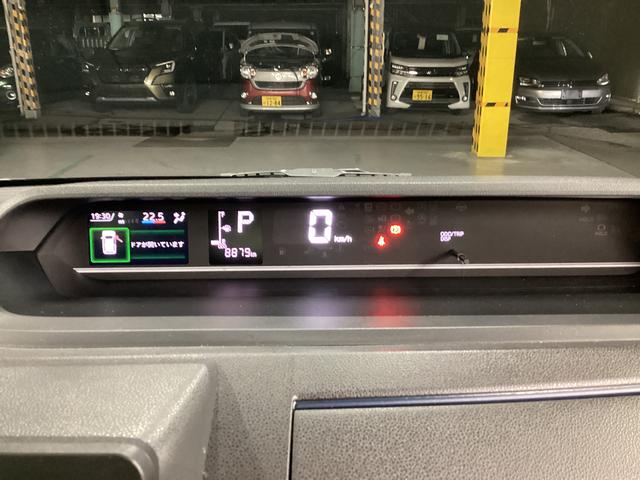 19:30
22.5
ドアが開いています
P
8879km
0 km/h
ODO/TRIP
DISP